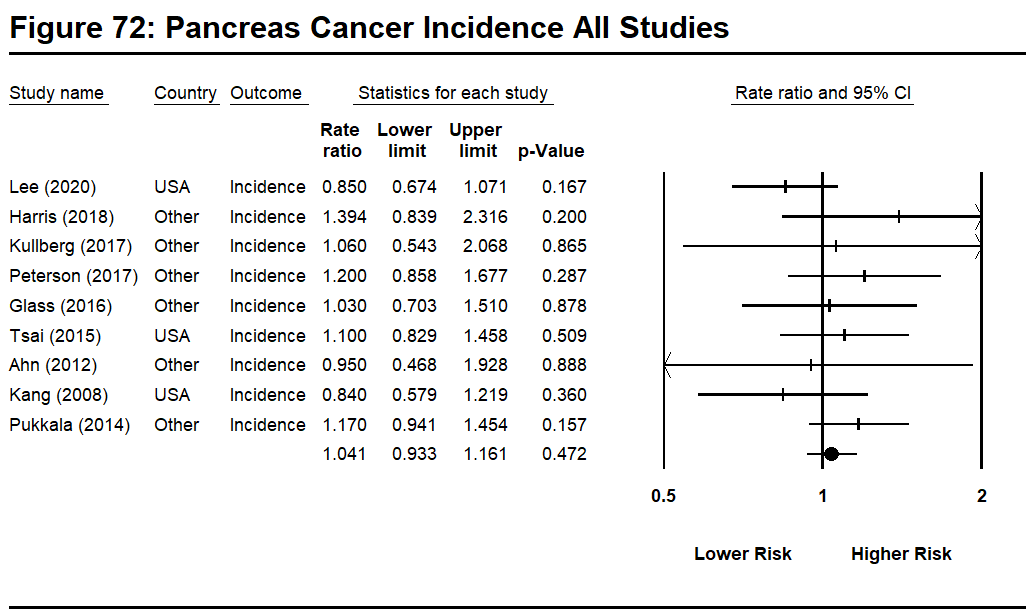 Figure 72: Pancreas Cancer Incidence All Studies
Study name Country Outcome Statistics for each study Rate ratio and 95% CI
Rate Lower Upper
ratio limit limit p-Value
Lee (2020) USA Incidence 0.850 0.674 1.071 0.167
Harris (2018) Other Incidence 1.394 0.839 2.316 0.200
Kullberg (2017) Other Incidence 1.060 0.543 2.068 0.865
Peterson (2017) Other Incidence 1.200 0.858 1.677 0.287
Glass (2016) Other Incidence 1.030 0.703 1.510 0.878
Tsai (2015) USA Incidence 1.100 0.829 1.458 0.509
Ahn (2012) Other Incidence 0.950 0.468 1.928 0.888
Kang (2008) USA Incidence 0.840 0.579 1.219 0.360
Pukkala (2014) Other Incidence 1.170 0.941 1.454 0.157
1.041 0.933 1.161 0.472
0.5 1 2
Lower Risk Higher Risk